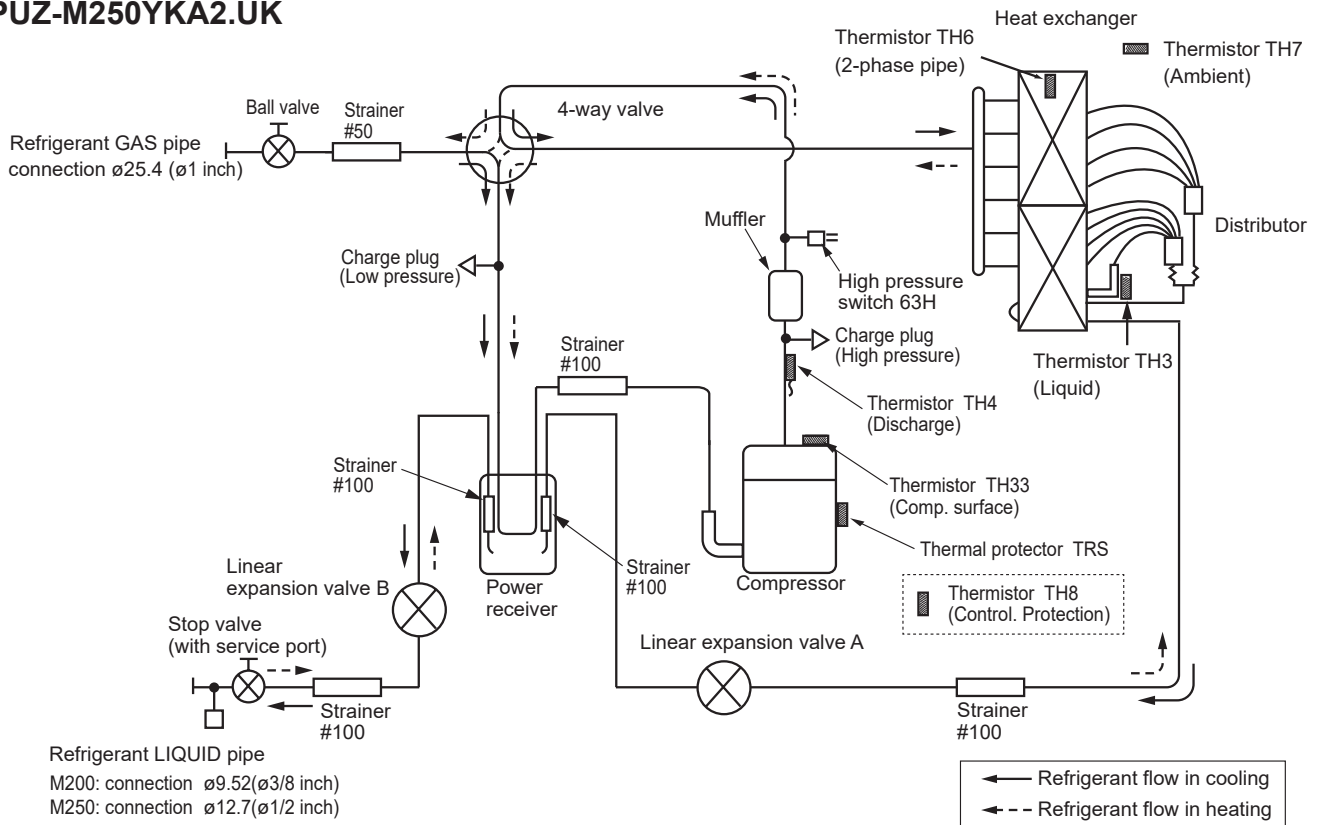 PUZ-M250YKA2.UK
Heat exchanger
Thermistor TH6
(2-phase pipe)
Thermistor TH7
(Ambient)
Ball valve
Strainer
#50
4-way valve
Refrigerant GAS pipe
connection ø25.4 (ø1 inch)
Muffler
Distributor
Charge plug
(Low pressure)
High pressure
switch 63H
Charge plug
(High pressure)
Strainer
#100
Thermistor TH3
(Liquid)
Thermistor TH4
(Discharge)
Strainer
#100
Thermistor TH33
(Comp. surface)
Thermal protector TRS
Strainer
#100
Compressor
Power
receiver
Linear
expansion valve B
Thermistor TH8
(Control. Protection)
Stop valve
(with service port)
Linear expansion valve A
Strainer
#100
Strainer
#100
Refrigerant LIQUID pipe
M200: connection ø9.52(ø3/8 inch)
M250: connection ø12.7(ø1/2 inch)
Refrigerant flow in cooling
Refrigerant flow in heating